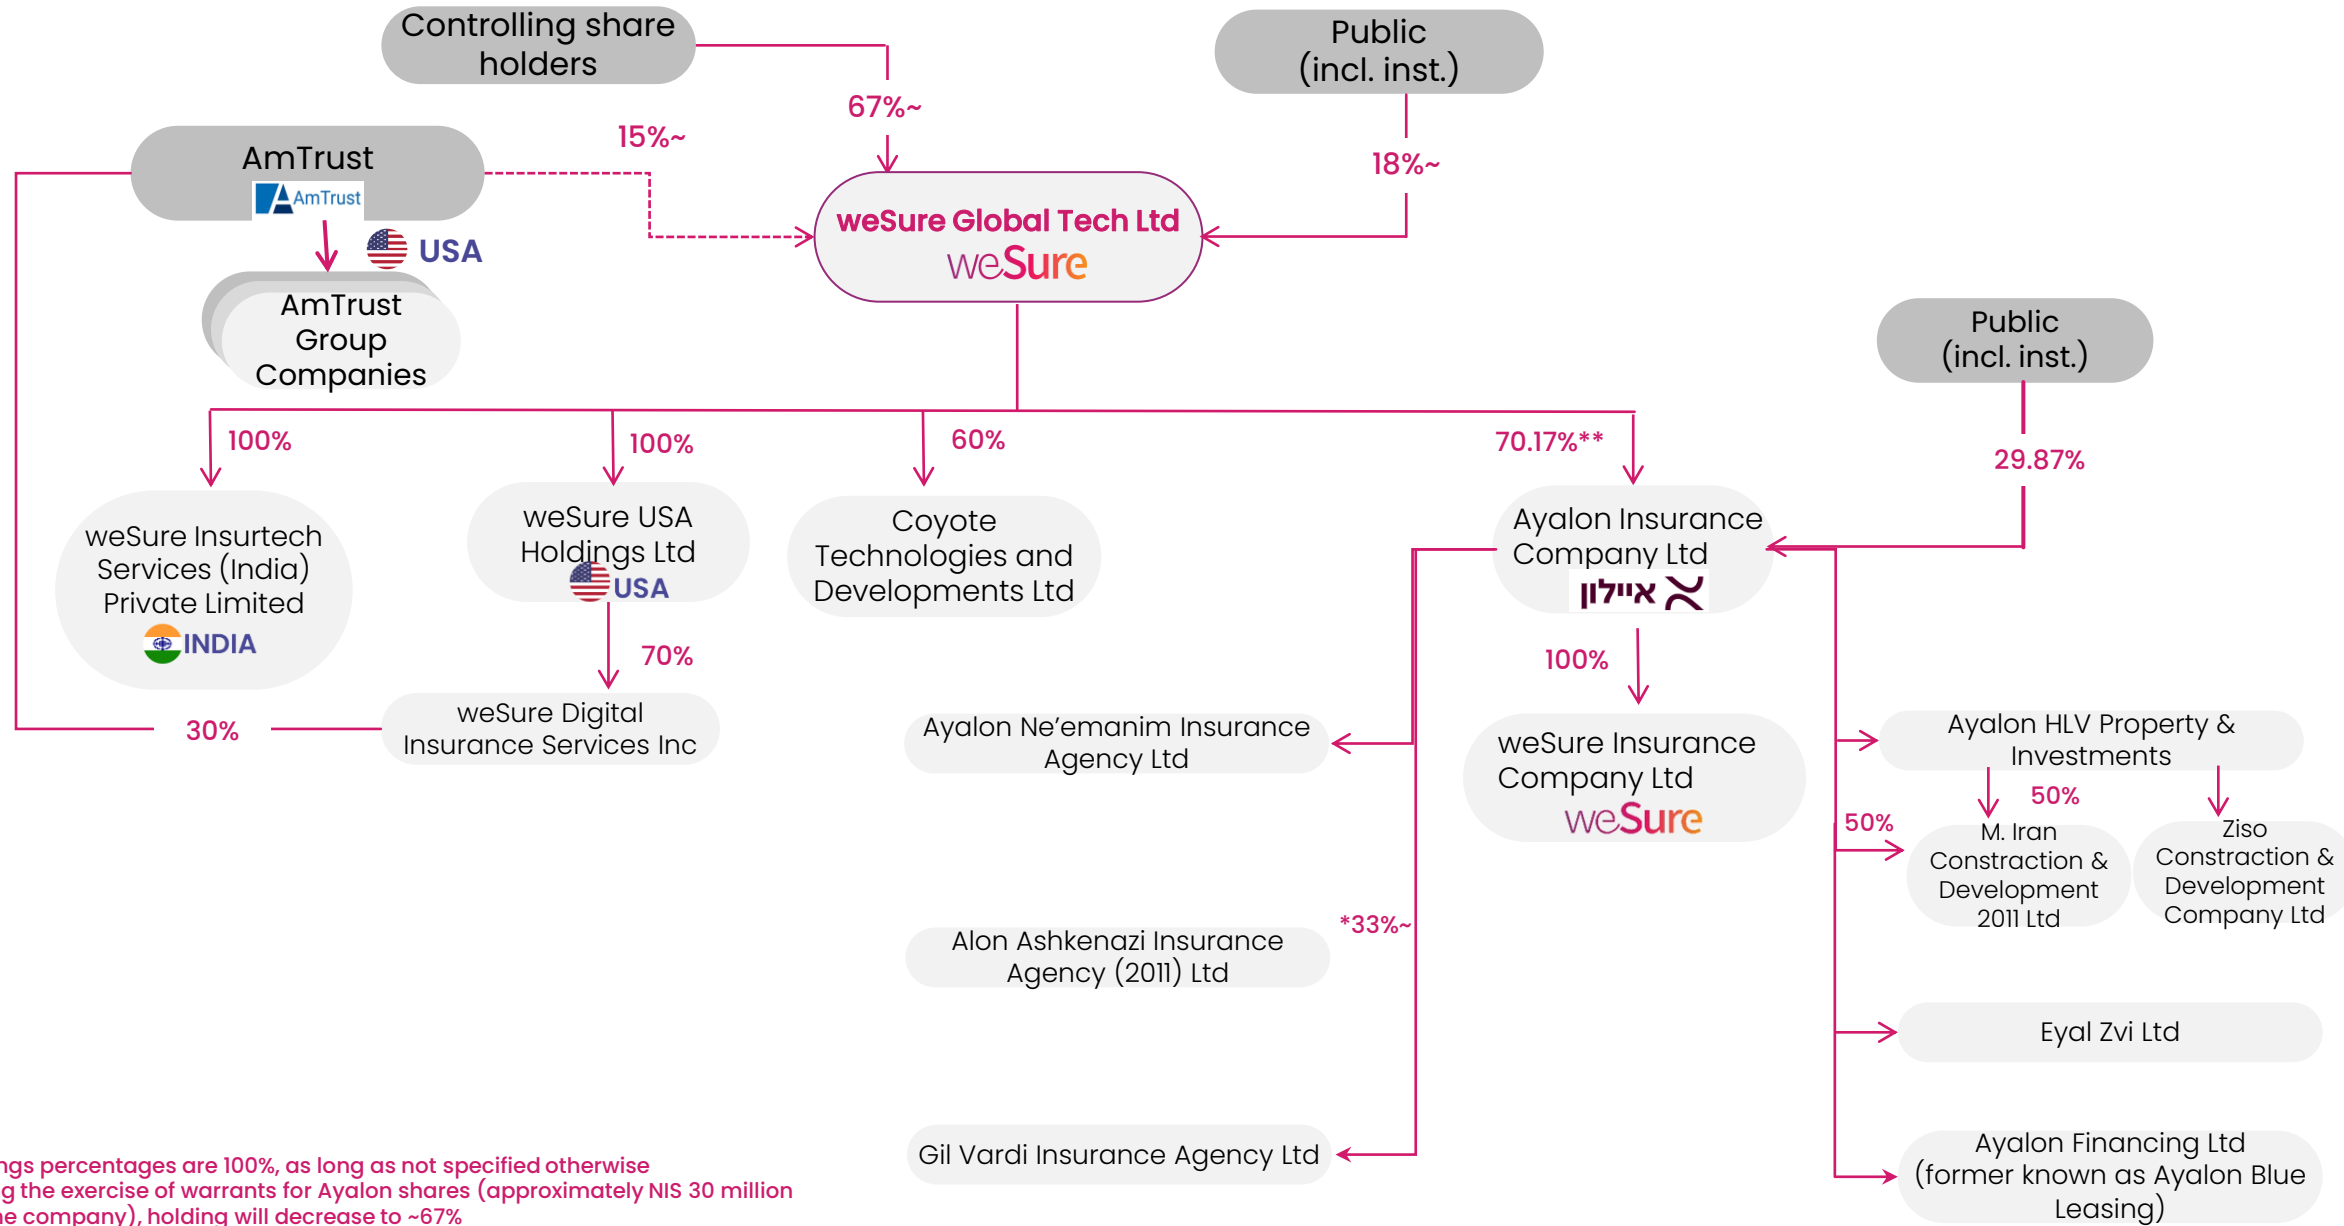 Controlling share
holders
Public
(incl. inst.)
67%~
15%~
18%~
AmTrust
AmTrust
USA
AmTrust
Group
Companies
weSure Global Tech Ltd
weSure
Public
(incl. inst.)
29.87%
100%
100%
60%
70.17%**
weSure Insurtech
Services (India)
Private Limited
INDIA
weSure USA
Holdings Ltd
USA
Coyote
Technologies and
Developments Ltd
Ayalon Insurance
Company Ltd
איילון
70%
100%
30%
weSure Digital
Insurance Services Inc
Ayalon Ne’emanim Insurance
Agency Ltd
weSure Insurance
Company Ltd
weSure
Ayalon HLV Property &
Investments
50%
50%
M. Iran
Constraction &
Development
2011 Ltd
Ziso
Constraction &
Development
Company Ltd
*33%~
Alon Ashkenazi Insurance
Agency (2011) Ltd
Eyal Zvi Ltd
Gil Vardi Insurance Agency Ltd
Ayalon Financing Ltd
(former known as Ayalon Blue
Leasing)
ngs percentages are 100%, as long as not specified otherwise
g the exercise of warrants for Ayalon shares (approximately NIS 30 million
ne company), holding will decrease to ~67%